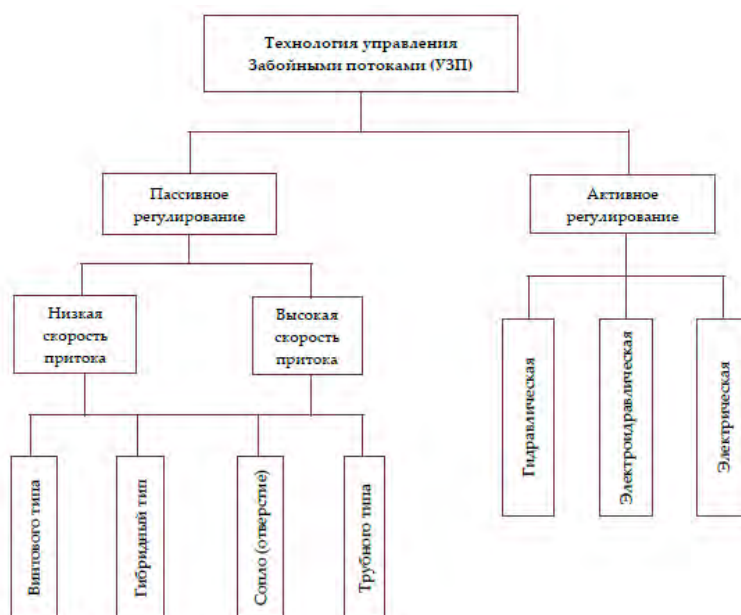 Технология управления
Забойными потоками (УЗП)
Пассивное
регулирование
Активное
регулирование
Низкая
скорость
притока
Высокая
скорость
притока
Винтового типа
Гибридный тип
Сопло (отверстие)
Трубного типа
Гидравлическая
Электроидравлическая
Электрическая